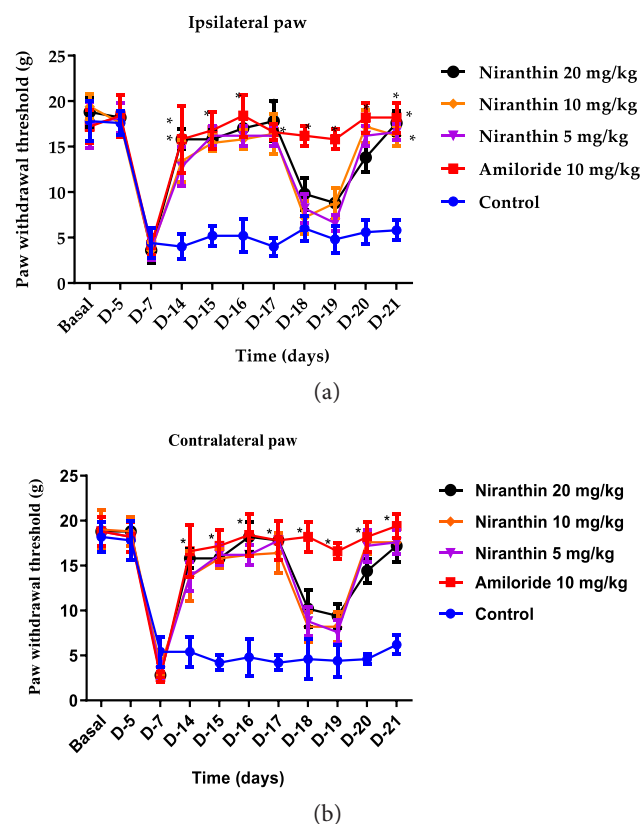 Ipsilateral paw
Paw withdrawal threshold (g)
25
20
15
10
5
0
* * * * * * * * * * * *
Basal D-5 D-7 D-14 D-15 D-16 D-17 D-18 D-19 D-20 D-21
Time (days)
Niranthin 20 mg/kg
Niranthin 10 mg/kg
Niranthin 5 mg/kg
Amiloride 10 mg/kg
Control
(a)
Contralateral paw
Paw withdrawal threshold (g)
25
20
15
10
5
0
* * * * * * * *
Basal D-5 D-7 D-14 D-15 D-16 D-17 D-18 D-19 D-20 D-21
Time (days)
Niranthin 20 mg/kg
Niranthin 10 mg/kg
Niranthin 5 mg/kg
Amiloride 10 mg/kg
Control
(b)